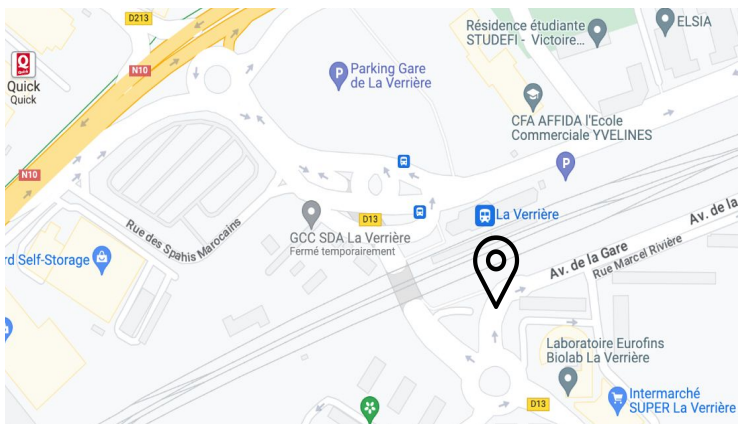 D213
Résidence étudiante
STUDEFI - Victoire...
ELSIA
N10
Q
Quick
Quick
Quick
P
Parking Gare
de La Verrière
CFA AFFIDA l'Ecole
Commerciale YVELINES
P
N10
Rue des Spahis Marocains
D13
La Verrière
Av. de la
GCC SDA La Verrière
Fermé temporairement
rd Self-Storage
Av. de la Gare
Rue Marcel Rivière
Laboratoire Eurofins
Biolab La Verrière
D13
Intermarché
SUPER La Verrière